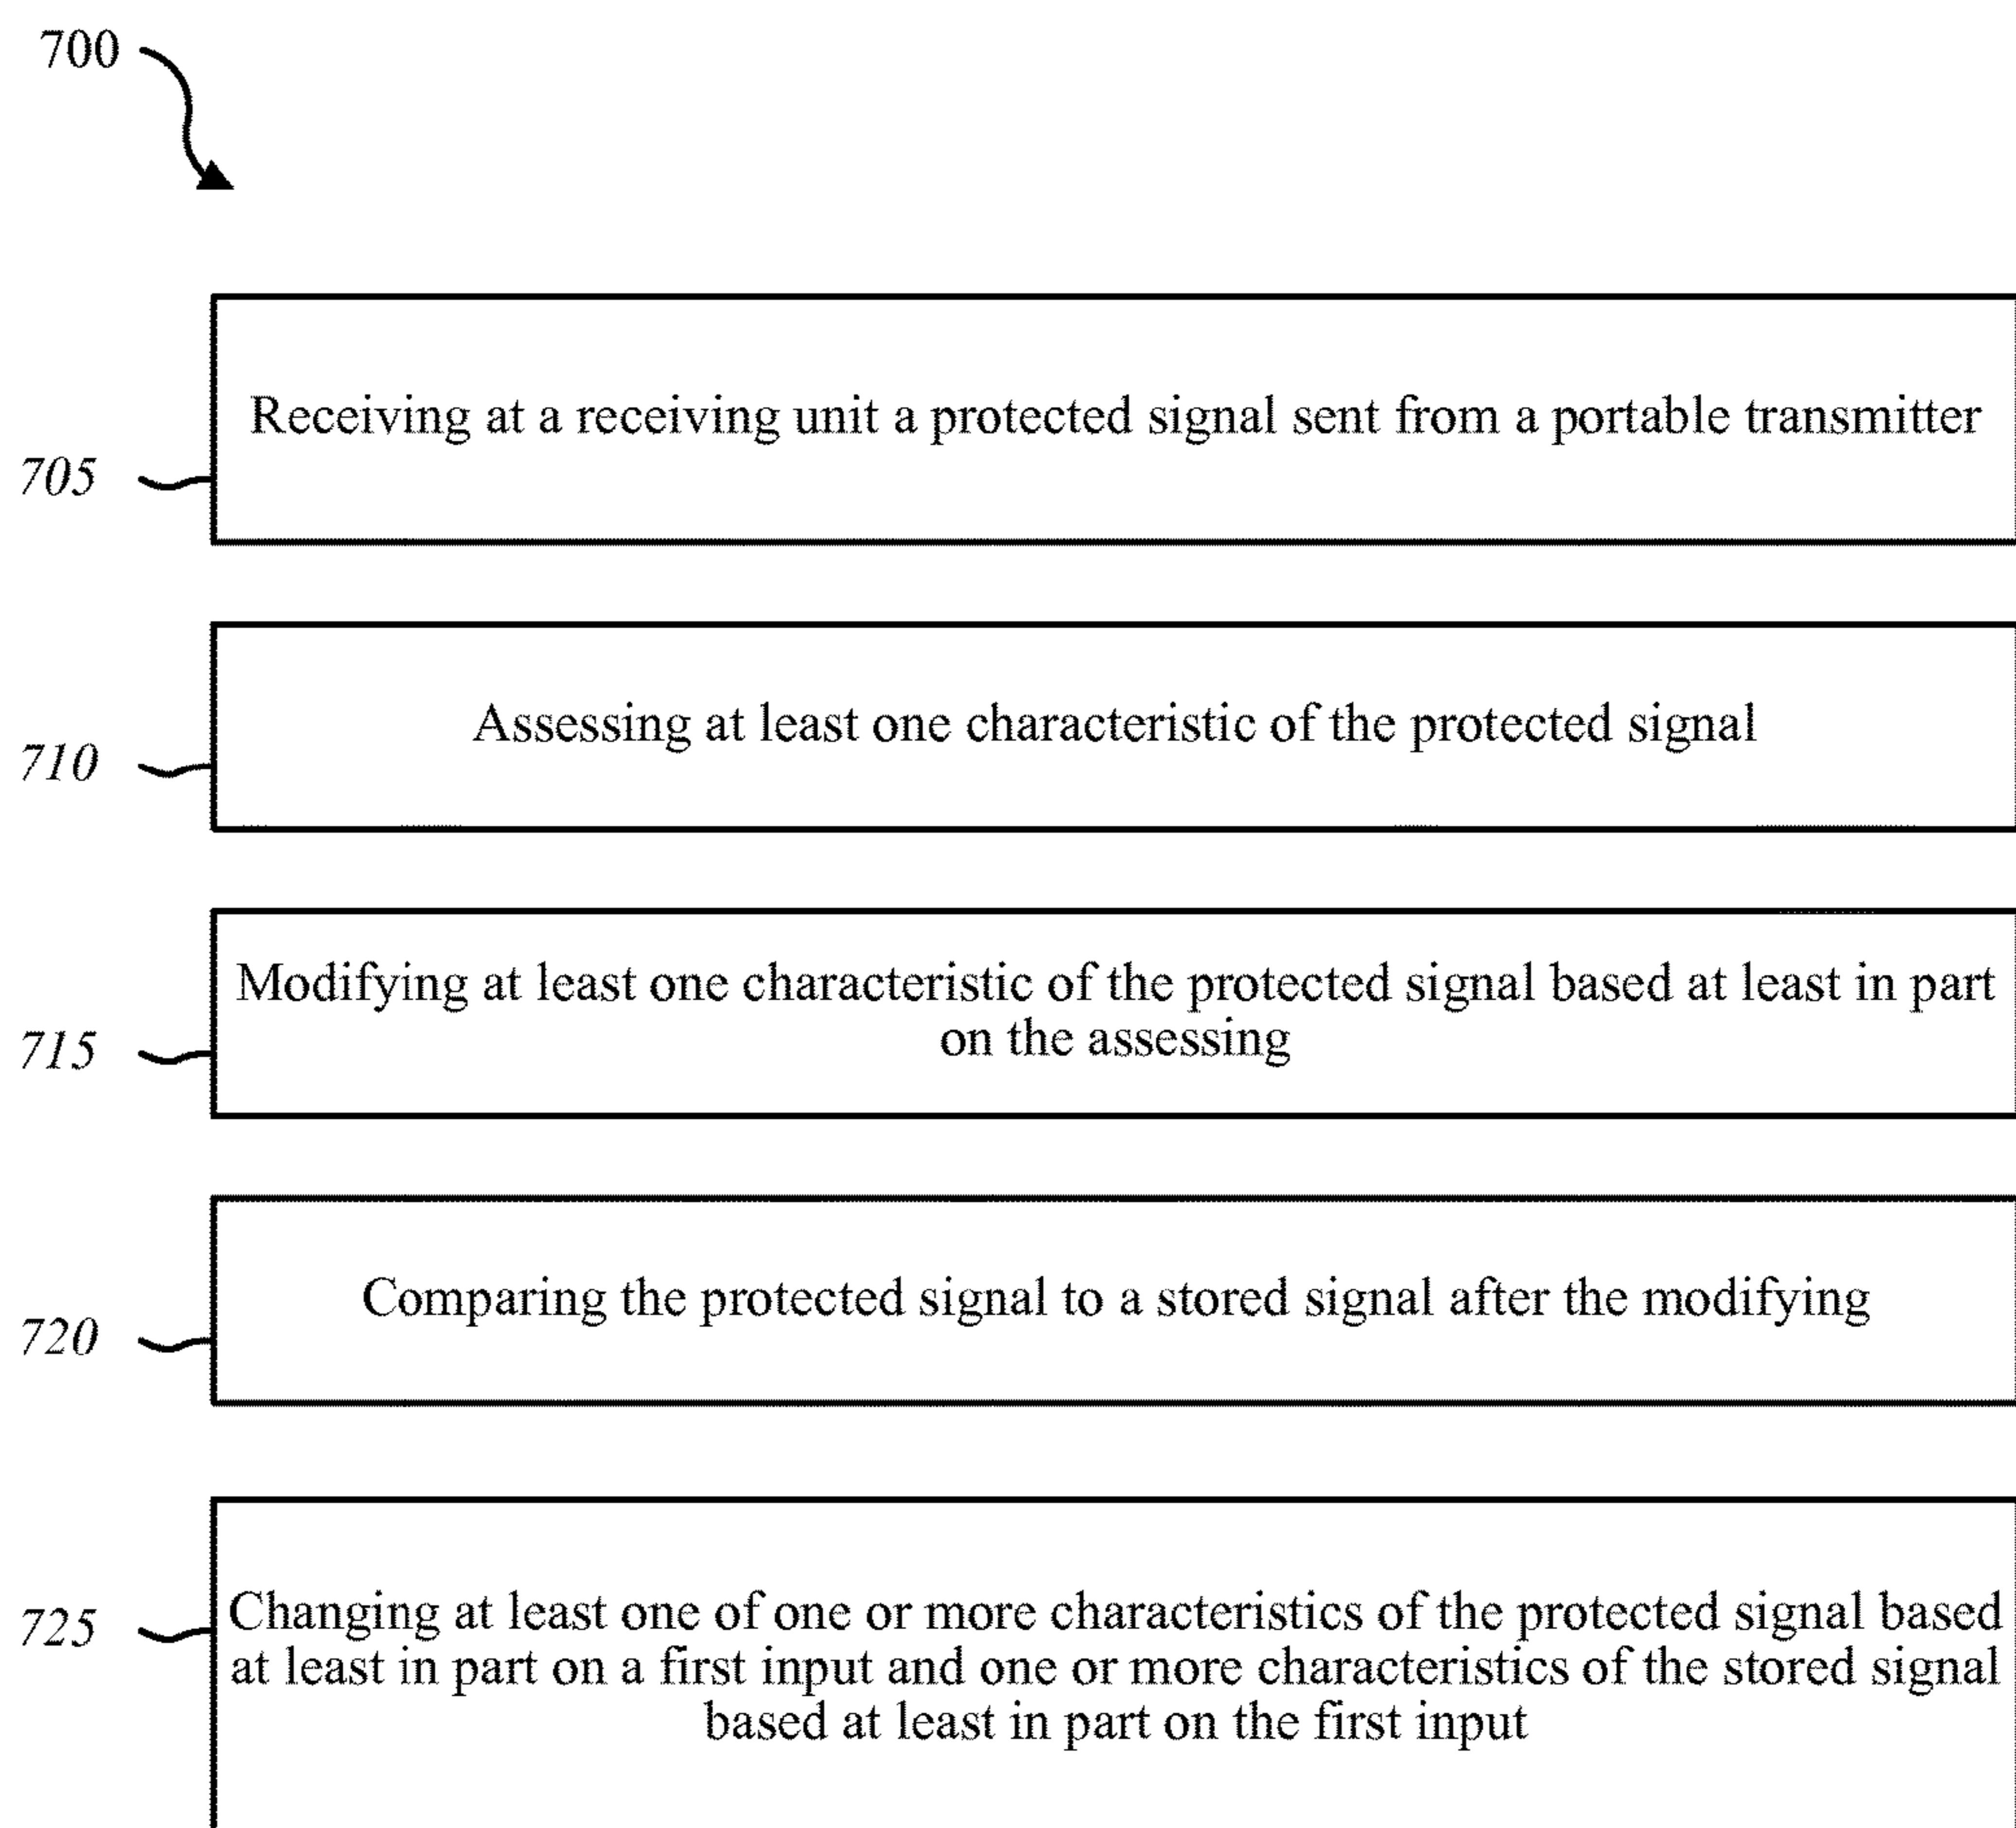 700
Receiving at a receiving unit a protected signal sent from a portable transmitter
705
Assessing at least one characteristic of the protected signal
710
Modifying at least one characteristic of the protected signal based at least in part
on the assessing
715
Comparing the protected signal to a stored signal after the modifying
720
Changing at least one of one or more characteristics of the protected signal based
725
at least in part on a first input and one or more characteristics of the stored signal
based at least in part on the first input